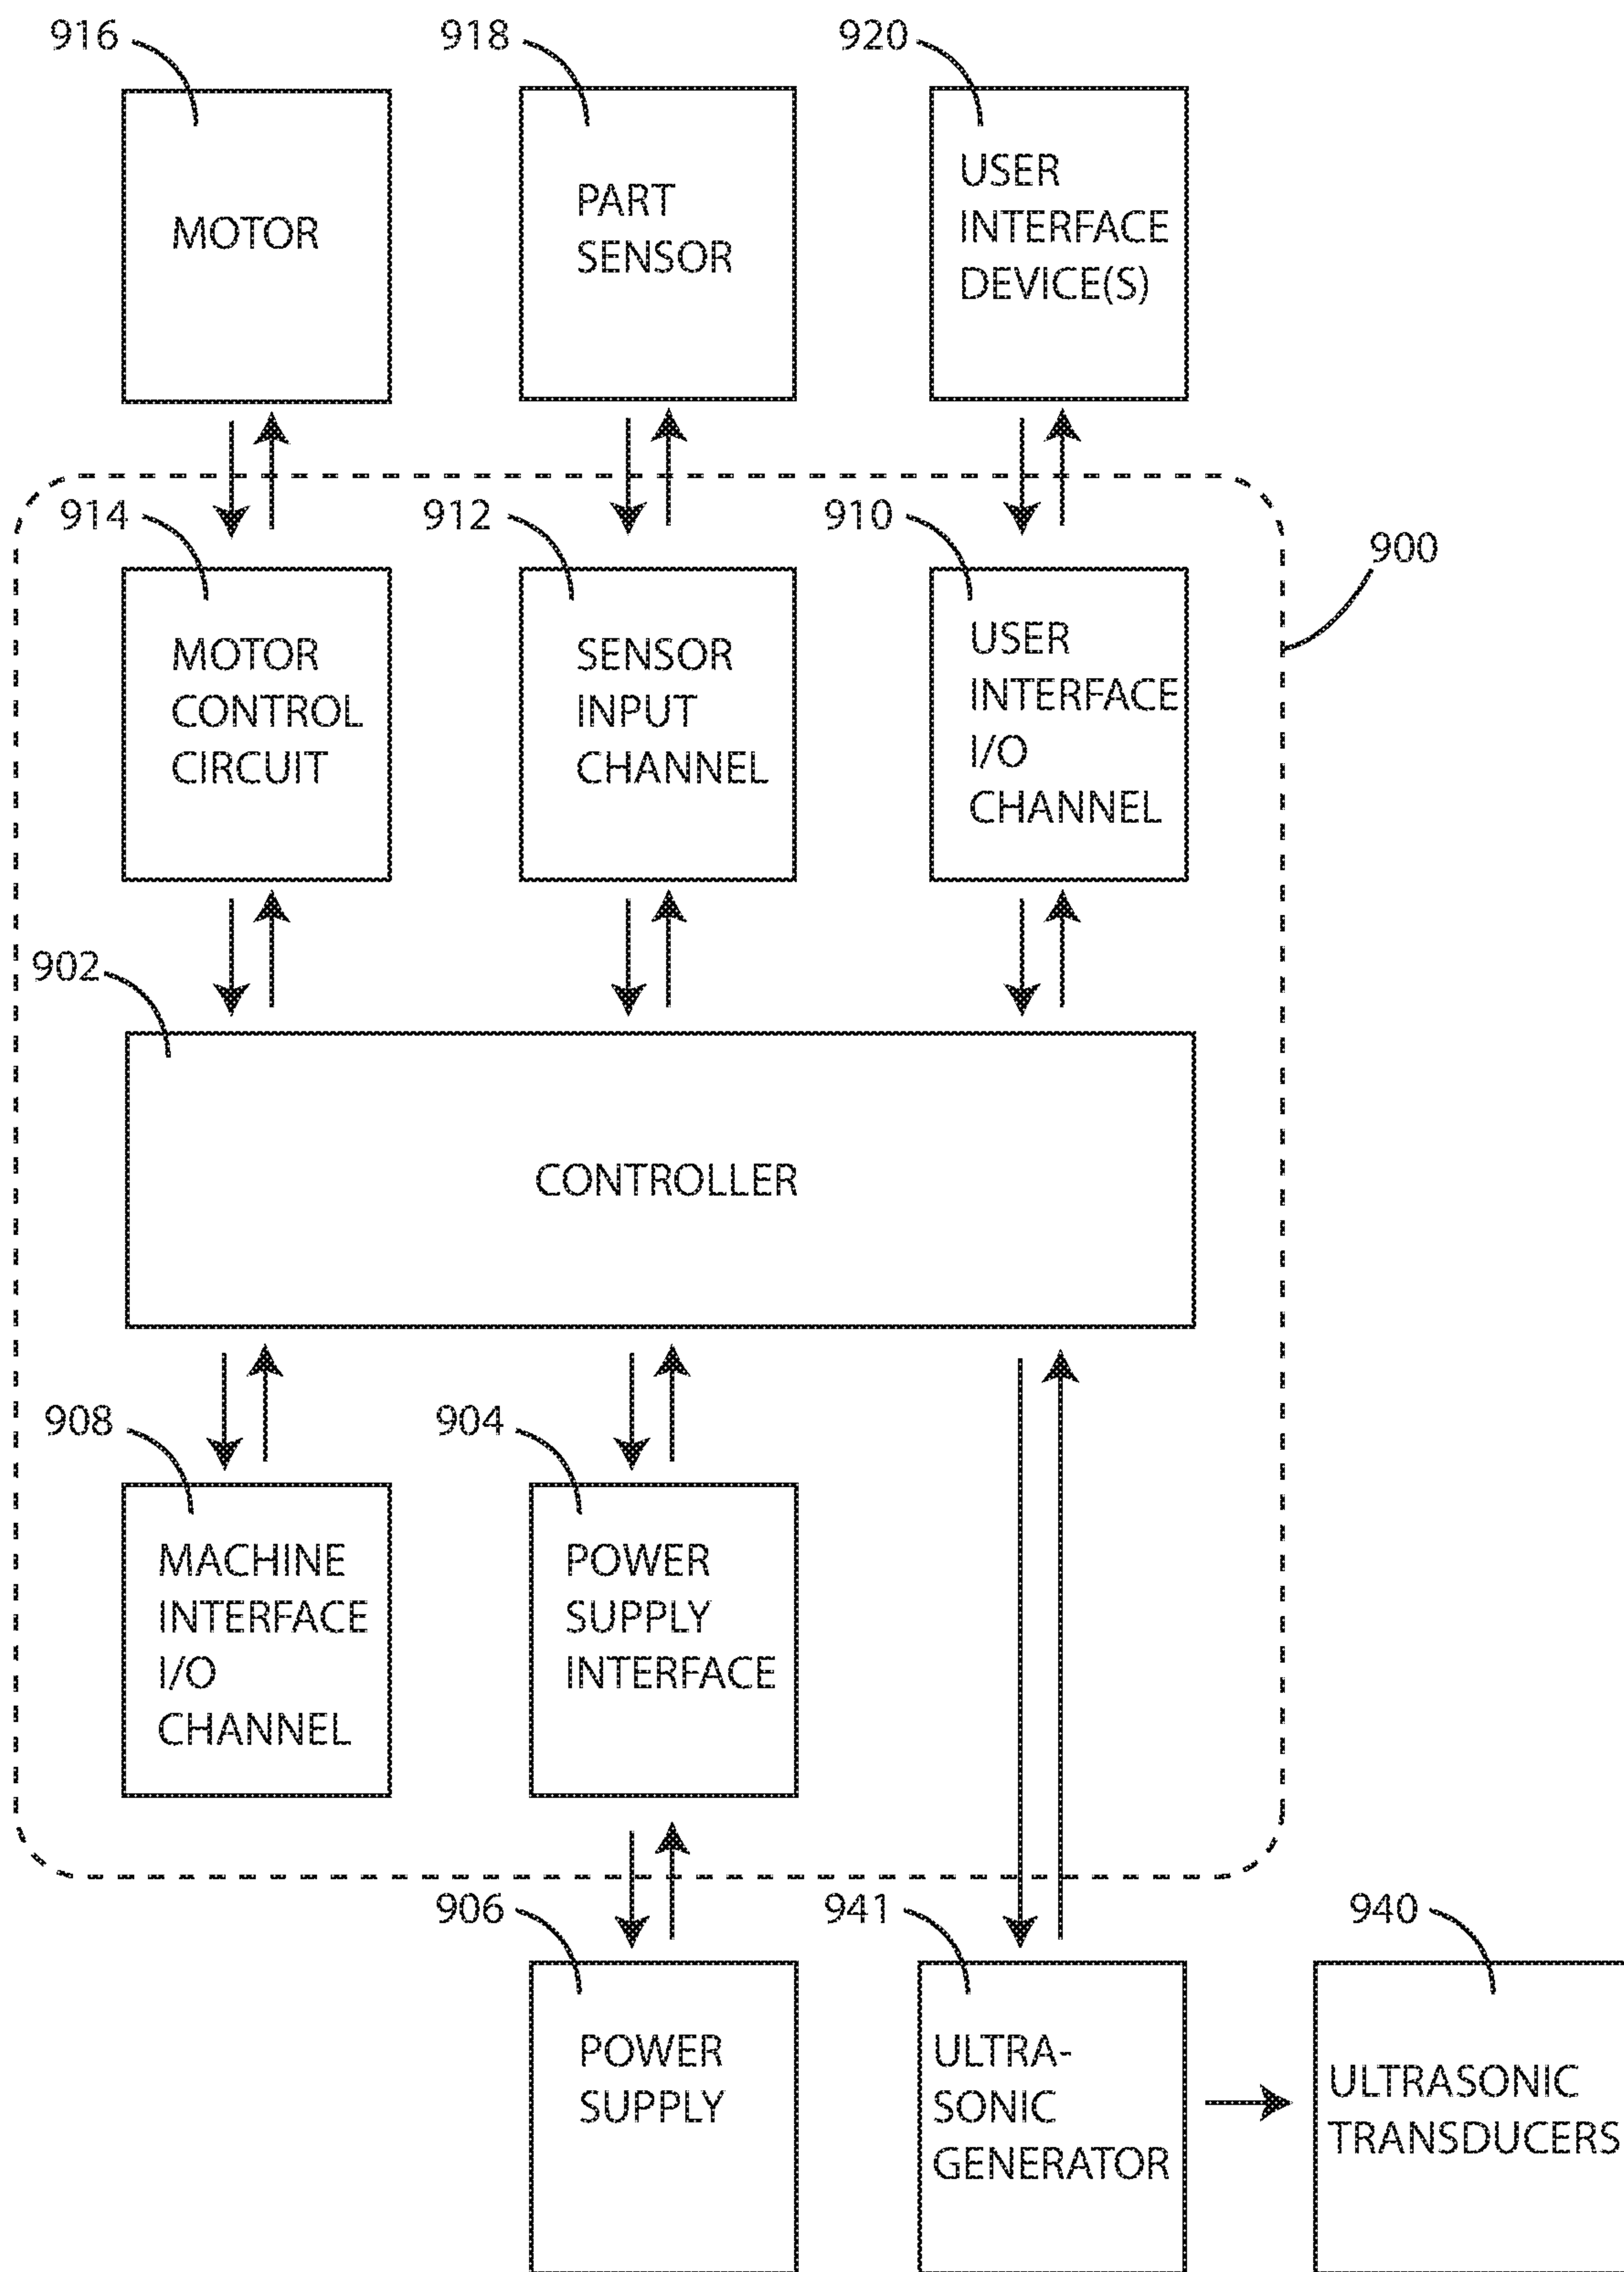 916
918
920
MOTOR
PART
SENSOR
USER
INTERFACE
DEVICE(S)
914
912
910
900
MOTOR
CONTROL
CIRCUIT
SENSOR
INPUT
CHANNEL
USER
INTERFACE
I/O
CHANNEL
902
CONTROLLER
908
904
MACHINE
INTERFACE
I/O
CHANNEL
POWER
SUPPLY
INTERFACE
906
941
940
POWER
SUPPLY
ULTRA-
SONIC
GENERATOR
ULTRASONIC
TRANSDUCERS